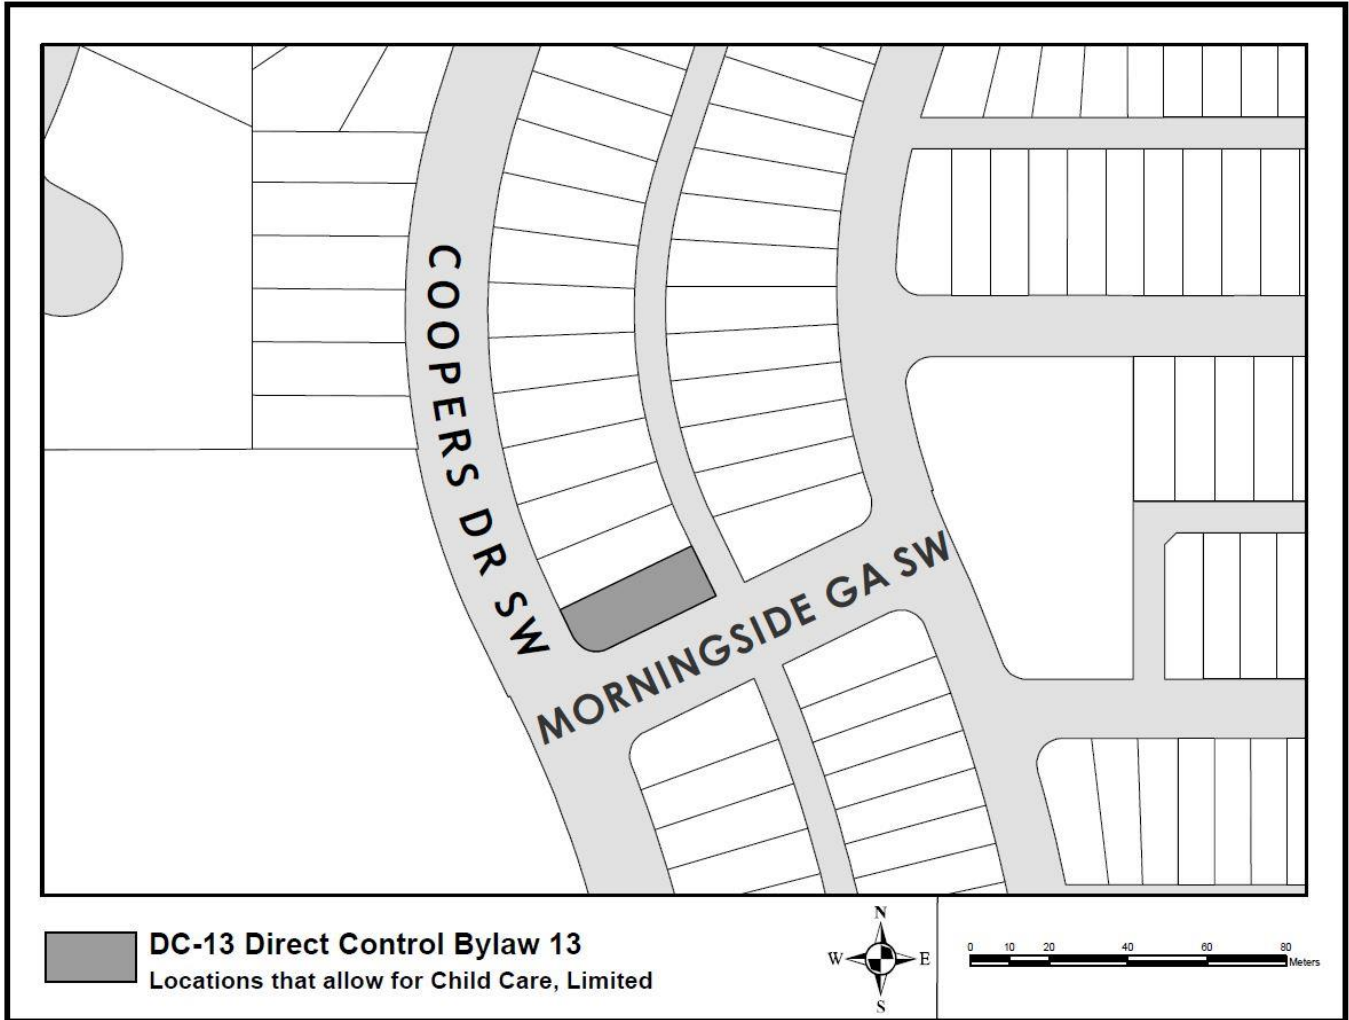 COOPERS DR SW
MORNINGSIDE GA SW
DC-13 Direct Control Bylaw 13
Locations that allow for Child Care, Limited
N
W E
S
0 10 20 40 60 80
Meters